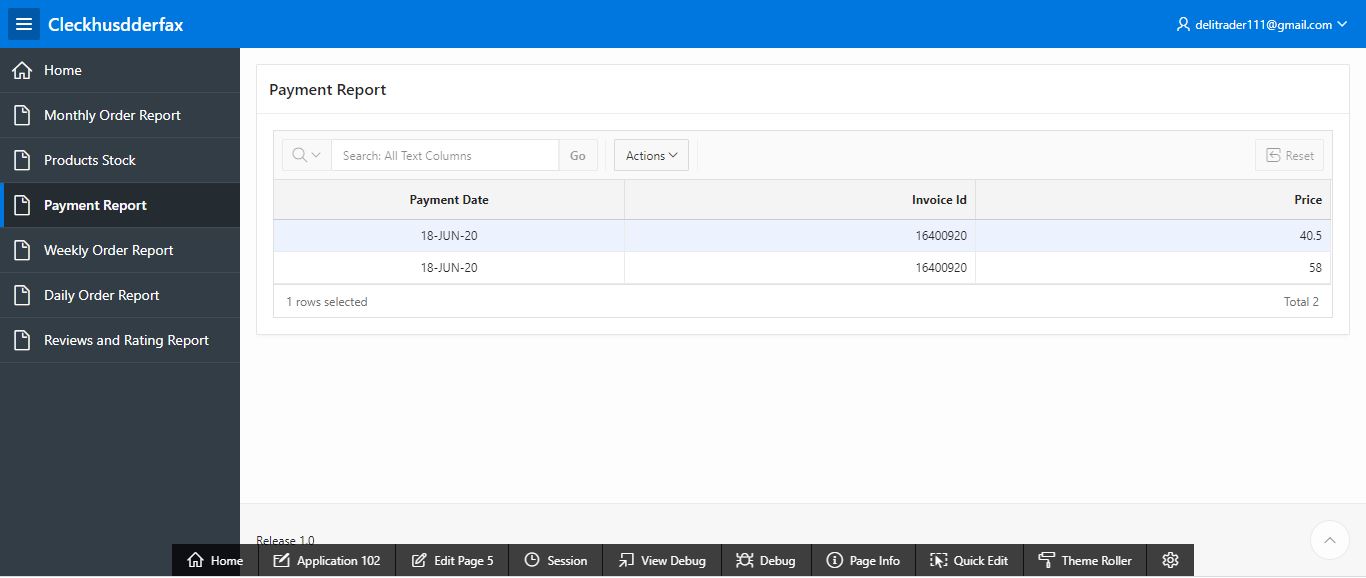 Cleckhusdderfax
delitrader111@gmail.com
Home
Monthly Order Report
Products Stock
Payment Report
Weekly Order Report
Daily Order Report
Reviews and Rating Report
Payment Report
Search: All Text Columns Go Actions Reset
Payment Date Invoice Id Price
18-JUN-20 16400920 40.5
18-JUN-20 16400920 58
1 rows selected Total 2
Release 1.0
Home Application 102 Edit Page 5 Session View Debug Debug Page Info Quick Edit Theme Roller